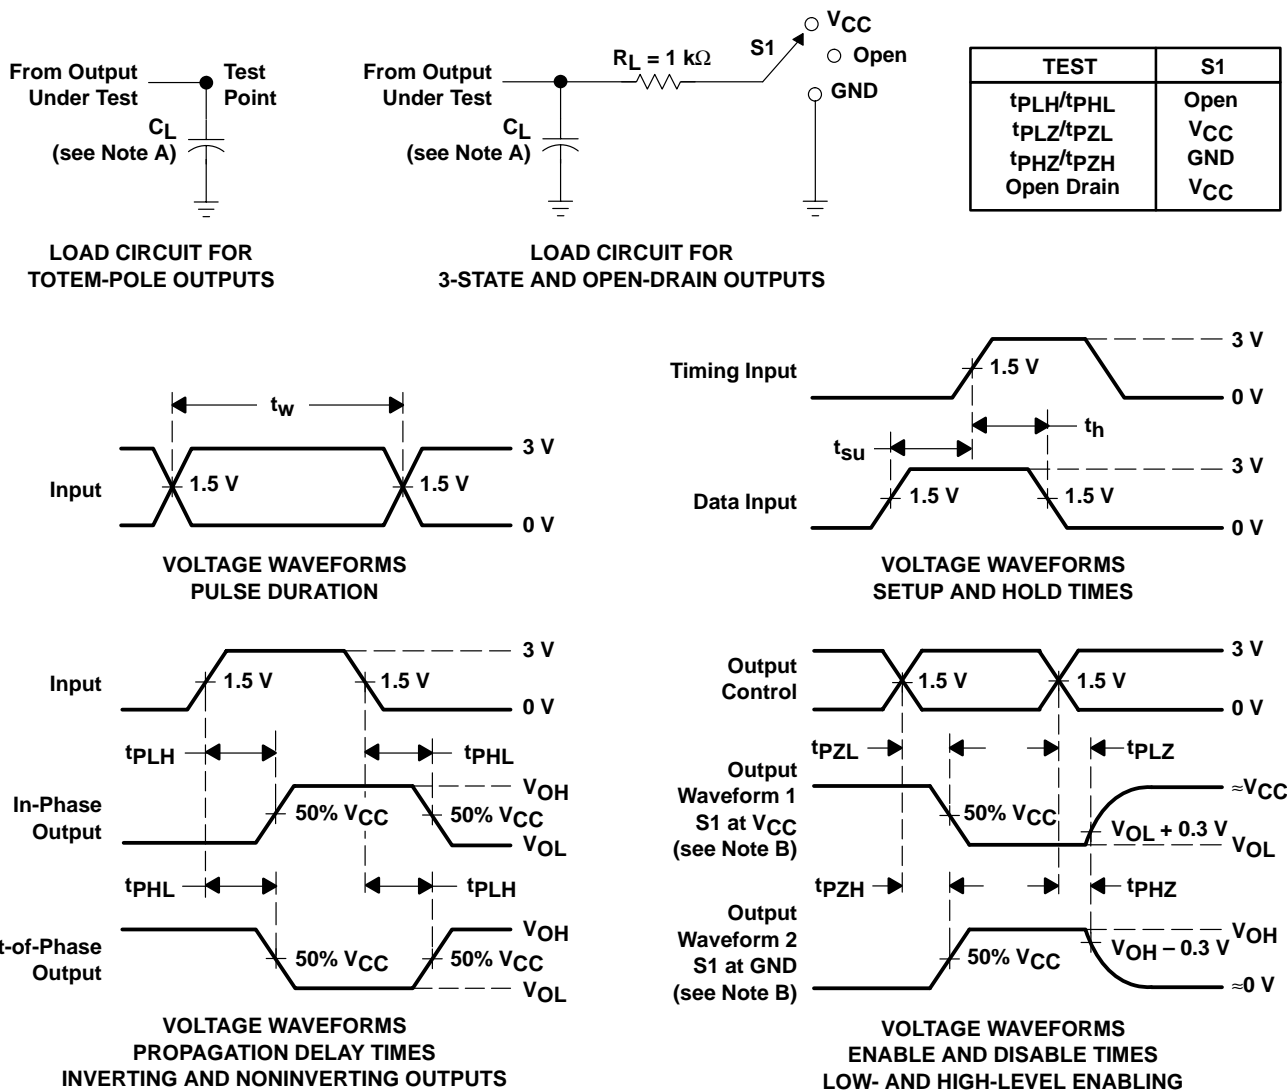 From Output
Under Test
Test
Point
CL
(see Note A)
LOAD CIRCUIT FOR
TOTEM-POLE OUTPUTS
From Output
Under Test
RL = 1 kΩ
S1
VCC
Open
GND
CL
(see Note A)
LOAD CIRCUIT FOR
3-STATE AND OPEN-DRAIN OUTPUTS
TEST S1
tPLH/tPHL Open
tPLZ/tPZL VCC
tPHZ/tPZH GND
Open Drain VCC
tw
Input
1.5 V
1.5 V
3 V
0 V
VOLTAGE WAVEFORMS
PULSE DURATION
Timing Input
1.5 V
3 V
0 V
tsu
th
Data Input
1.5 V
1.5 V
3 V
0 V
VOLTAGE WAVEFORMS
SETUP AND HOLD TIMES
Input
1.5 V
1.5 V
3 V
0 V
tPLH
tPHL
In-Phase
Output
50% VCC
50% VCC
VOH
VOL
tPHL
tPLH
t-of-Phase
Output
50% VCC
50% VCC
VOH
VOL
VOLTAGE WAVEFORMS
PROPAGATION DELAY TIMES
INVERTING AND NONINVERTING OUTPUTS
Output
Control
1.5 V
1.5 V
3 V
0 V
tPZL
tPLZ
Output
Waveform 1
S1 at VCC
(see Note B)
50% VCC
≈VCC
VOL + 0.3 V
VOL
tPZH
tPHZ
Output
Waveform 2
S1 at GND
(see Note B)
50% VCC
VOH
VOH – 0.3 V
≈0 V
VOLTAGE WAVEFORMS
ENABLE AND DISABLE TIMES
LOW- AND HIGH-LEVEL ENABLING